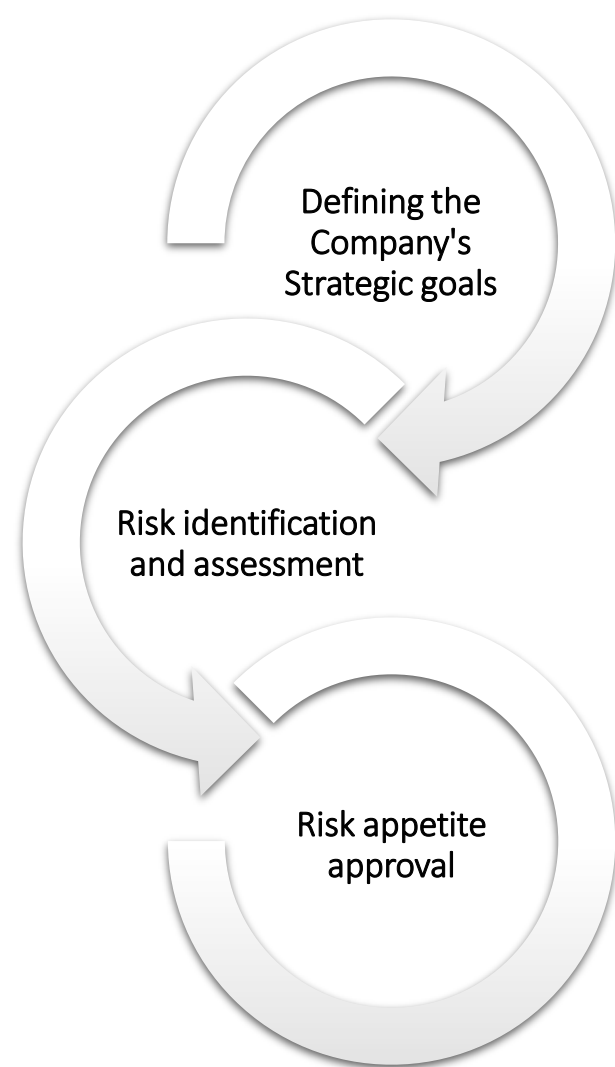 Defining the
Company's
Strategic goals
Risk identification
and assessment
Risk appetite
approval